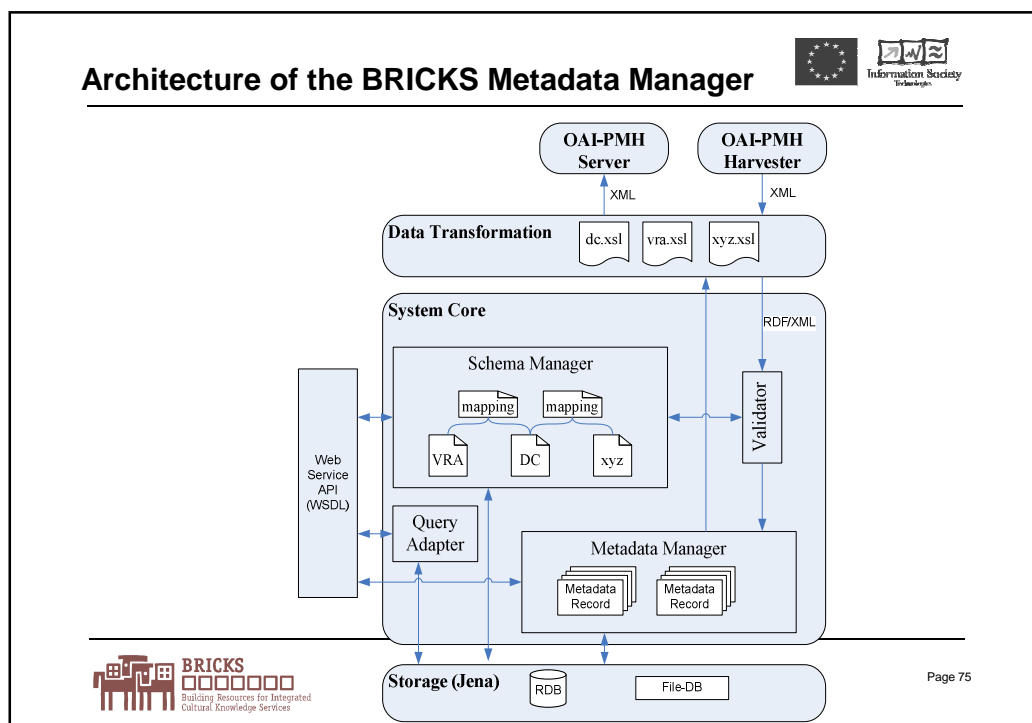 Architecture of the BRICKS Metadata Manager
Information Society
Technologies
OAI-PMH
Server
OAI-PMH
Harvester
XML
XML
Data Transformation
dc.xsl
vra.xsl
xyz.xsl
System Core
RDF/XML
Schema Manager
mapping
mapping
VRA
DC
xyz
Validator
Web
Service
API
(WSDL)
Query
Adapter
Metadata Manager
Metadata
Record
Metadata
Record
Storage (Jena)
RDB
File-DB
BRICKS
Building Resources for Integrated
Cultural Knowledge Services
Page 75